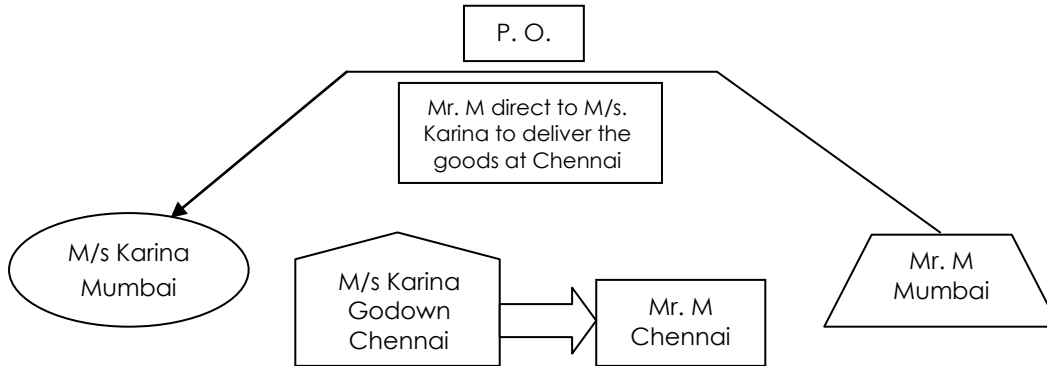 P. O.
Mr. M direct to M/s.
Karina to deliver the
goods at Chennai
M/s Karina
Mumbai
M/s Karina
Godown
Chennai
Mr. M
Chennai
Mr. M
Mumbai